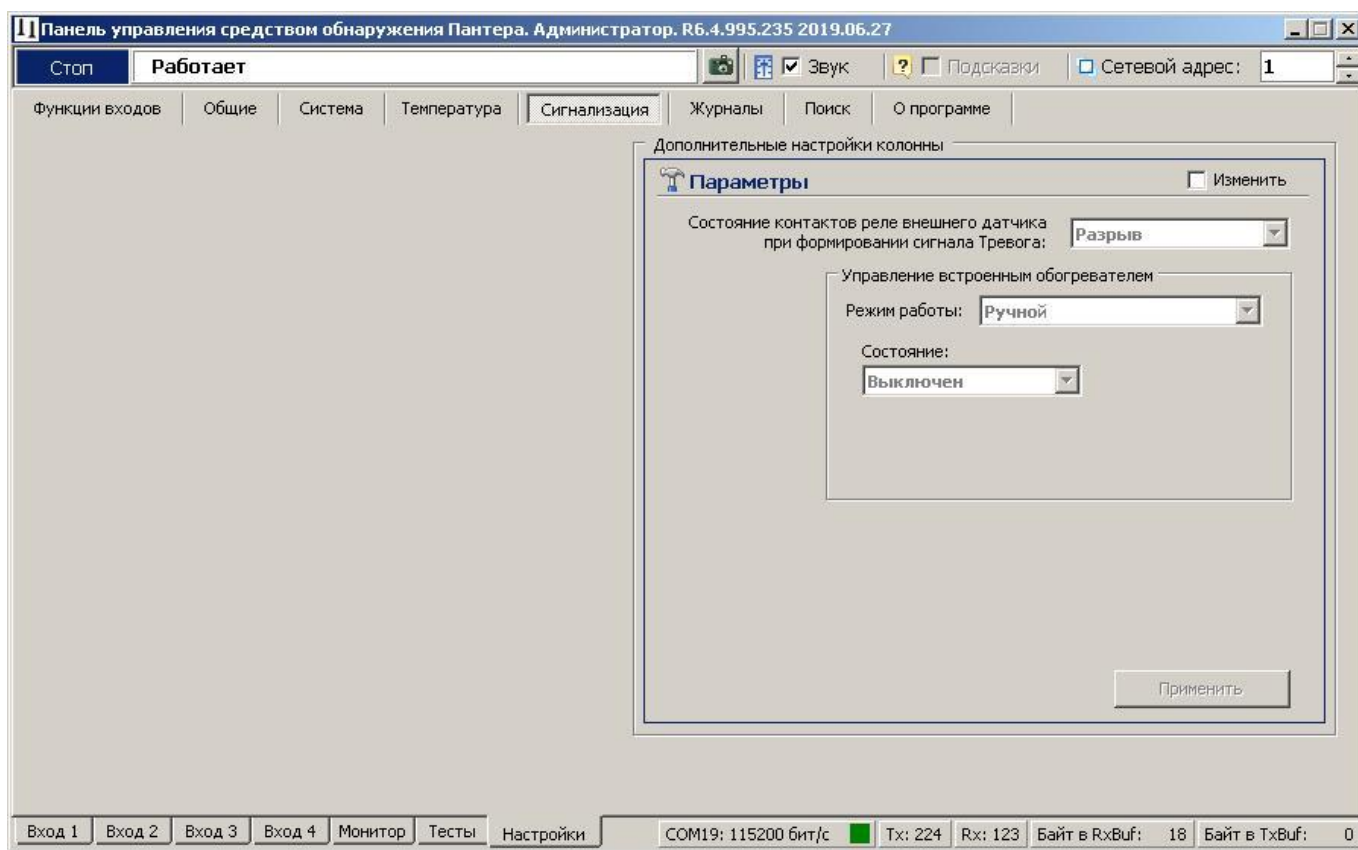 Панель управления средством обнаружения Пантера. Администратор. R6.4.995.235 2019.06.27
Стоп Работает Звук Подсказки Сетевой адрес: 1
Функции входов Общие Система Температура Сигнализация Журналы Поиск О программе
Дополнительные настройки колонны
Параметры Изменить
Состояние контактов реле внешнего датчика
при формировании сигнала Тревога: Разрыв
Управление встроенным обогревателем
Режим работы: Ручной
Состояние:
Выключен
Применить
Вход 1 Вход 2 Вход 3 Вход 4 Монитор Тесты Настройки COM19: 115200 бит/с Tx: 224 Rx: 123 Байт в RxBuf: 18 Байт в TxBuf: 0